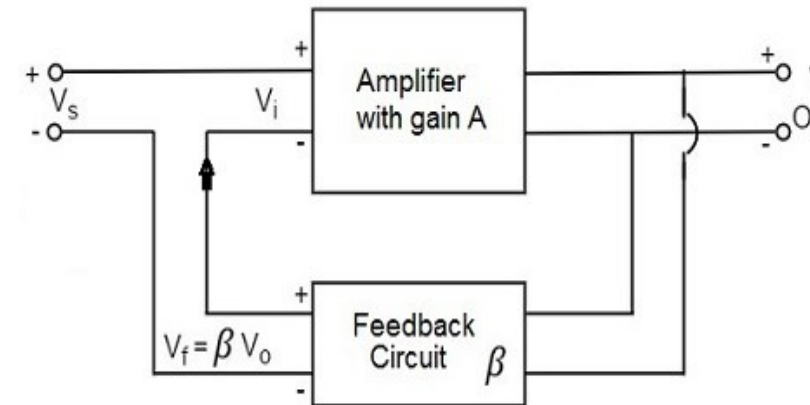 +
Vs
-
+
Vi
-
Amplifier
with gain A
+
-
+
Vf = β Vo
-
Feedback
Circuit β